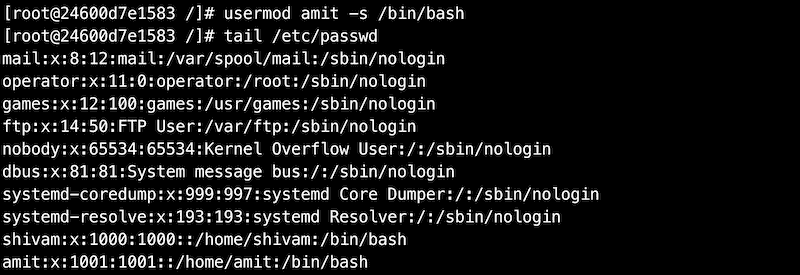 [root@24600d7e1583 /]# usermod amit -s /bin/bash
[root@24600d7e1583 /]# tail /etc/passwd
mail:x:8:12:mail:/var/spool/mail:/sbin/nologin
operator:x:11:0:operator:/root:/sbin/nologin
games:x:12:100:games:/usr/games:/sbin/nologin
ftp:x:14:50:FTP User:/var/ftp:/sbin/nologin
nobody:x:65534:65534:Kernel Overflow User:/:/sbin/nologin
dbus:x:81:81:System message bus:/:/sbin/nologin
systemd-coredump:x:999:997:systemd Core Dumper:/:/sbin/nologin
systemd-resolve:x:193:193:systemd Resolver:/:/sbin/nologin
shivam:x:1000:1000::/home/shivam:/bin/bash
amit:x:1001:1001::/home/amit:/bin/bash